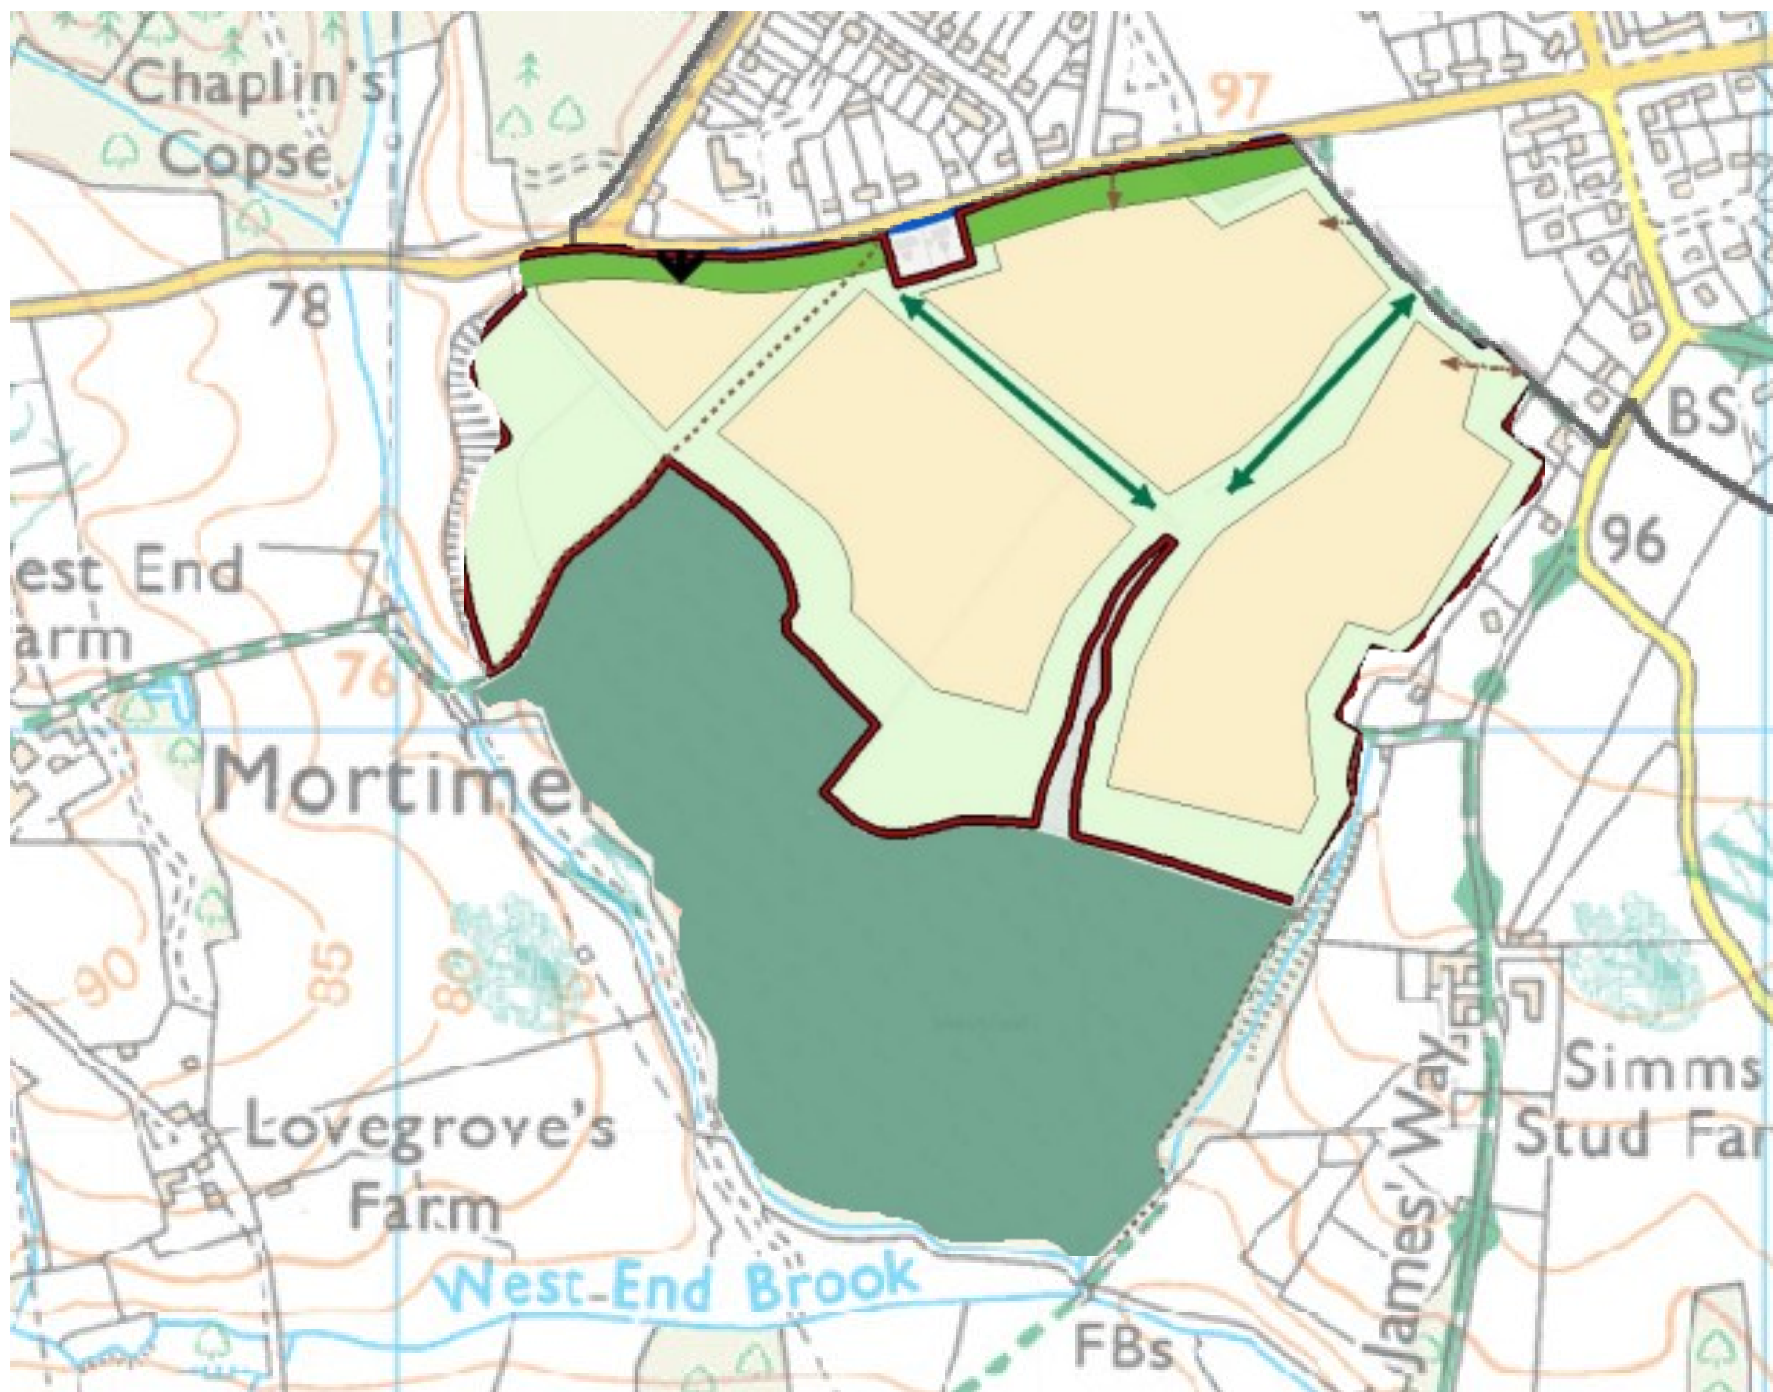 Chaplin's
Copse
97
78
BS
96
est End
arm
76
Mortimer
90
85
80
Simms
Stud Far
Lovegrove's
Farm
James' Way
West End Brook
FBs